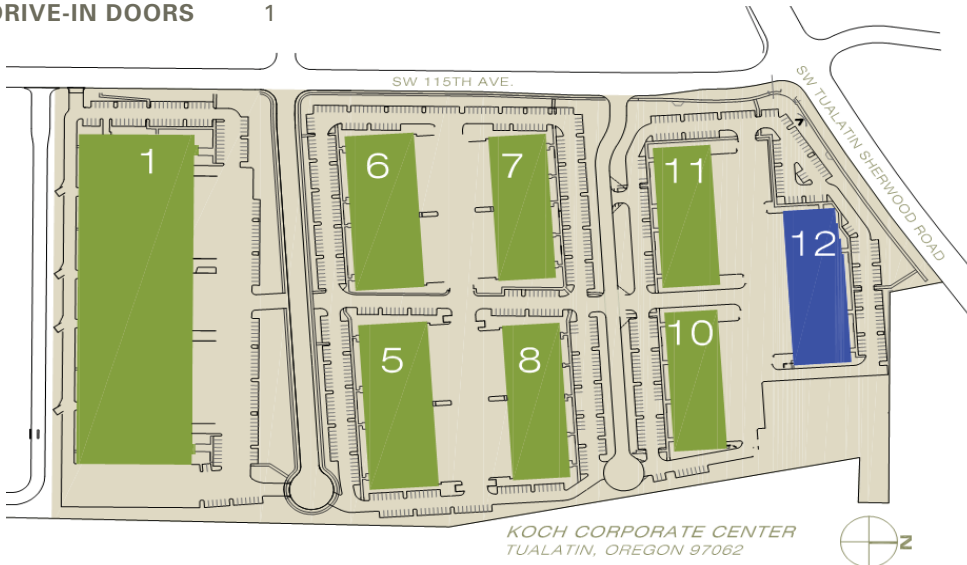 DRIVE-IN DOORS 1
SW 115TH AVE.
SW TUALATIN SHERWOOD ROAD
1
6
7
11
12
5
8
10
KOCH CORPORATE CENTER
TUALATIN, OREGON 97062
N